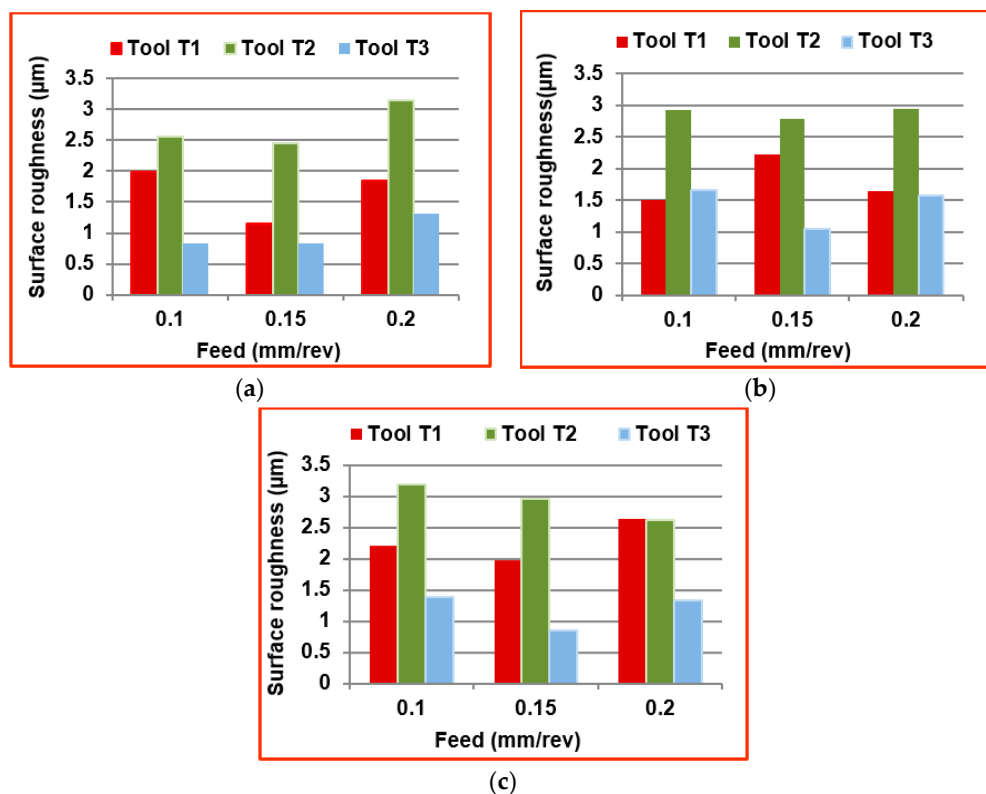 Tool T1 Tool T2 Tool T3
Surface roughness (µm)
3.5
3
2.5
2
1.5
1
0.5
0
0.1 0.15 0.2
Feed (mm/rev)
(a)
Tool T1 Tool T2 Tool T3
Surface roughness(µm)
3.5
3
2.5
2
1.5
1
0.5
0
0.1 0.15 0.2
Feed (mm/rev)
(b)
Tool T1 Tool T2 Tool T3
Surface roughness (µm)
3.5
3
2.5
2
1.5
1
0.5
0
0.1 0.15 0.2
Feed (mm/rev)
(c)